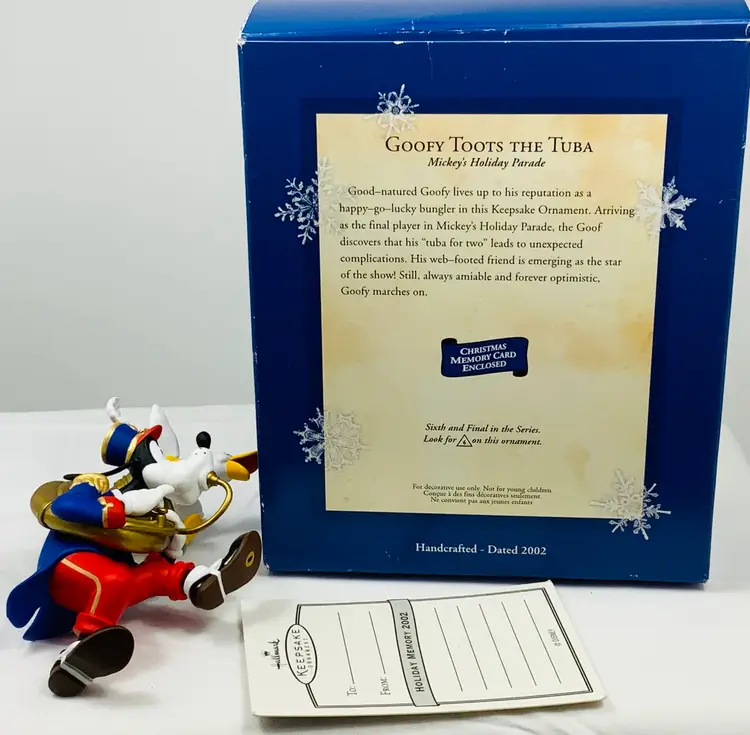 GOOFY TOOTS THE TUBA
Mickey's Holiday Parade
Good–natured Goofy lives up to his reputation as a
happy–go–lucky bungler in this Keepsake Ornament. Arriving
as the final player in Mickey's Holiday Parade, the Goof
discovers that his "tuba for two" leads to unexpected
complications. His web–footed friend is emerging as the star
of the show! Still, always amiable and forever optimistic,
Goofy marches on.
CHRISTMAS
MEMORY CARD
ENCLOSED
Sixth and Final in the Series.
Look for 6 on this ornament.
For decorative use only. Not for young children.
Conçue à des fins décoratives seulement.
Ne convient pas aux jeunes enfants
Handcrafted - Dated 2002
Hallmark
KEEPSAKE
ORNAMENT
To:
From:
HOLIDAY MEMORY 2002
© DISNEY